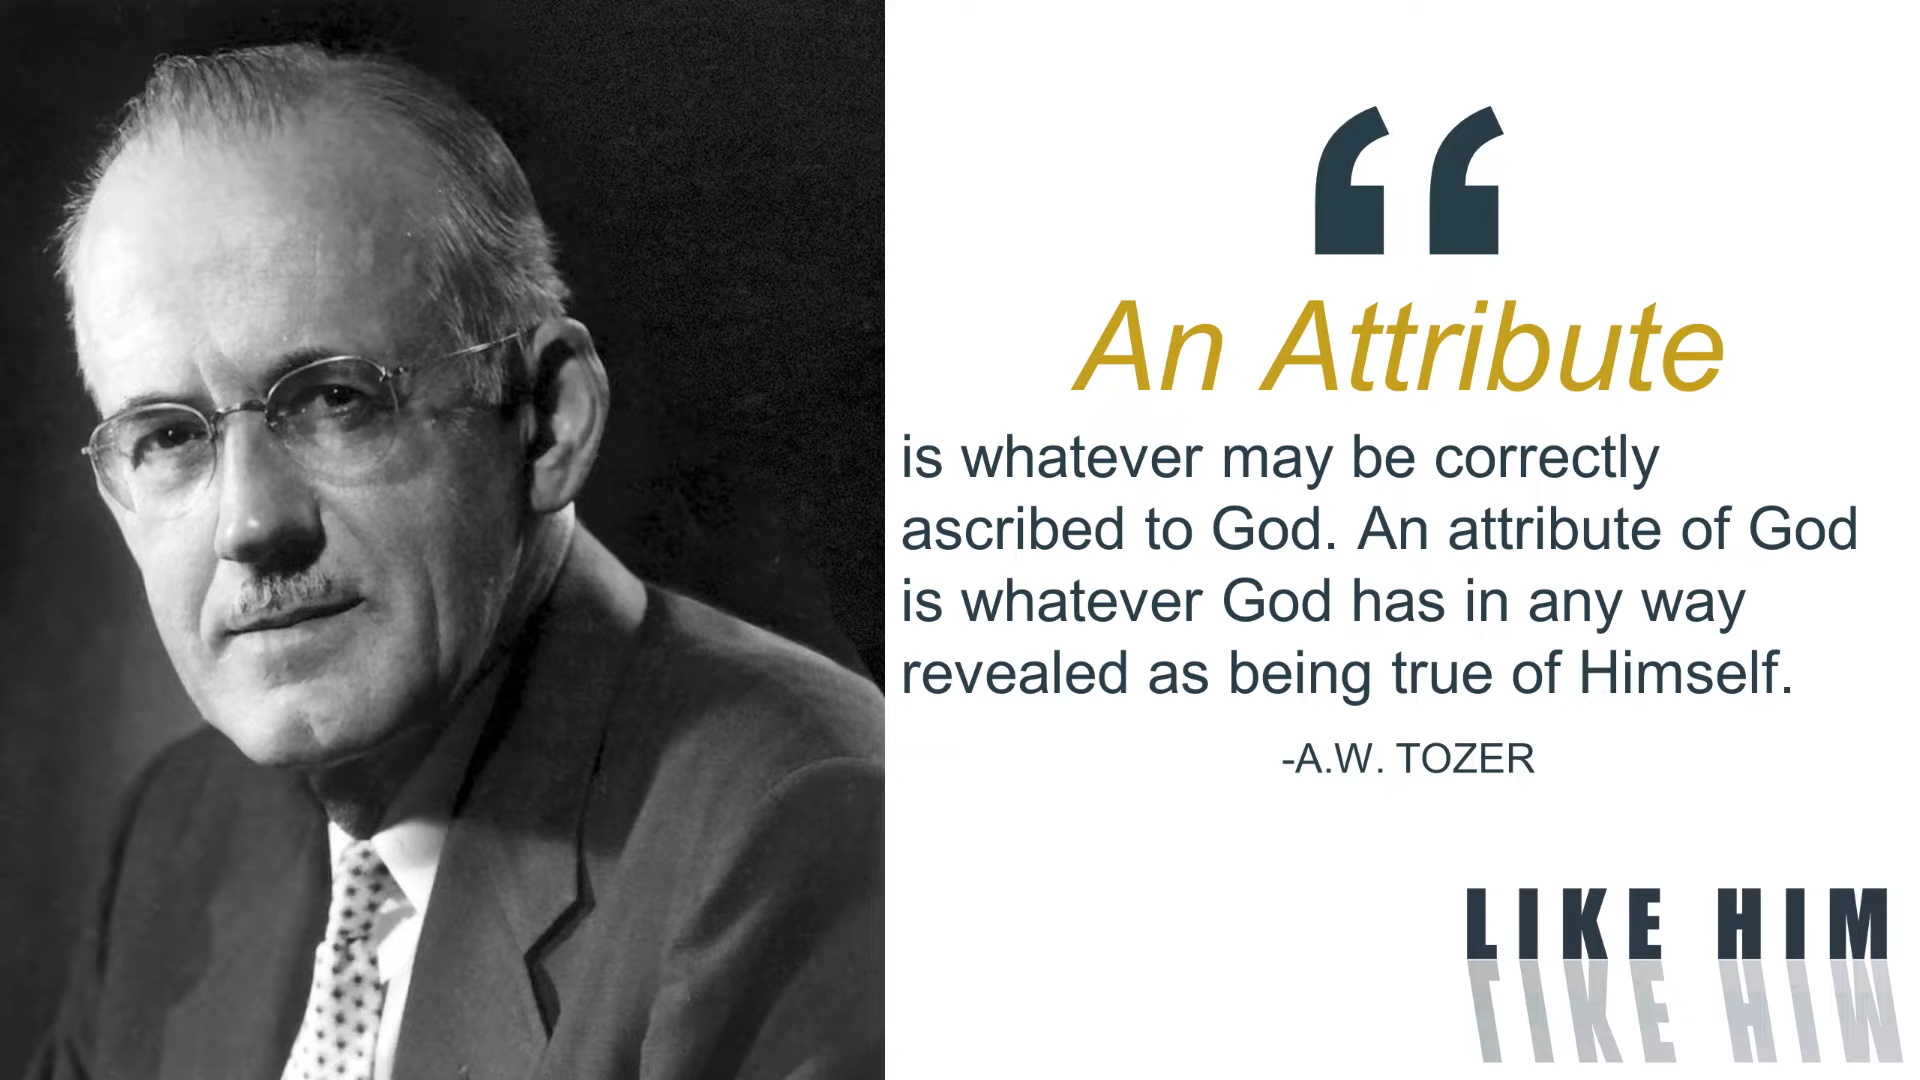 “
An Attribute
is whatever may be correctly
ascribed to God. An attribute of God
is whatever God has in any way
revealed as being true of Himself.
-A.W. TOZER
LIKE HIM